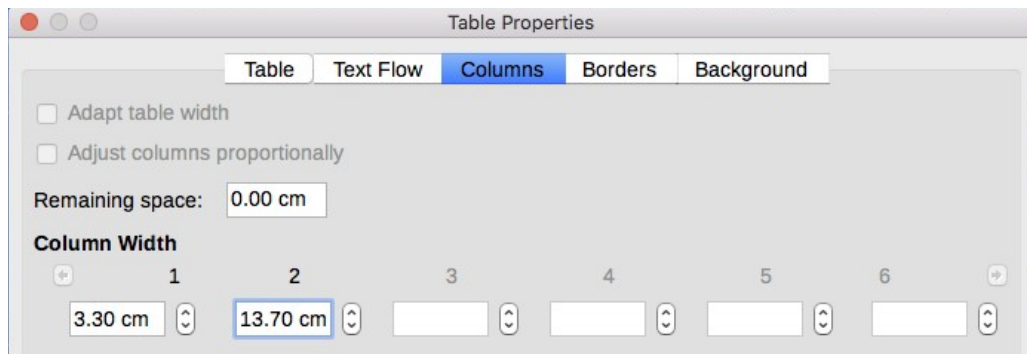 Table Properties
Table Text Flow Columns Borders Background
Adapt table width
Adjust columns proportionally
Remaining space: 0.00 cm
Column Width
1 2 3 4 5 6
3.30 cm 13.70 cm